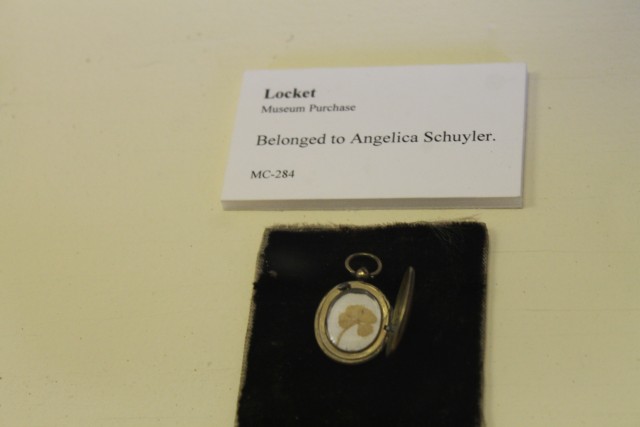 Locket
Museum Purchase
Belonged to Angelica Schuyler.
MC-284